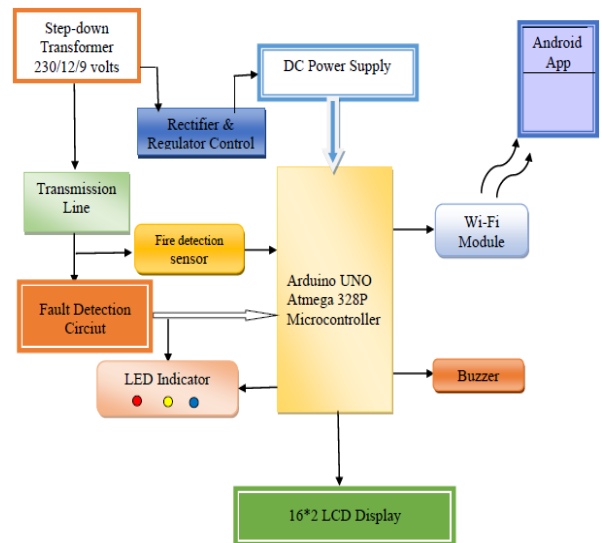 Step-down
Transformer
230/12/9 volts
DC Power Supply
Android
App
Rectifier &
Regulator Control
Transmission
Line
Fire detection
sensor
Wi-Fi
Module
Arduino UNO
Atmega 328P
Microcontroller
Fault Detection
Circiut
LED Indicator
Buzzer
16*2 LCD Display